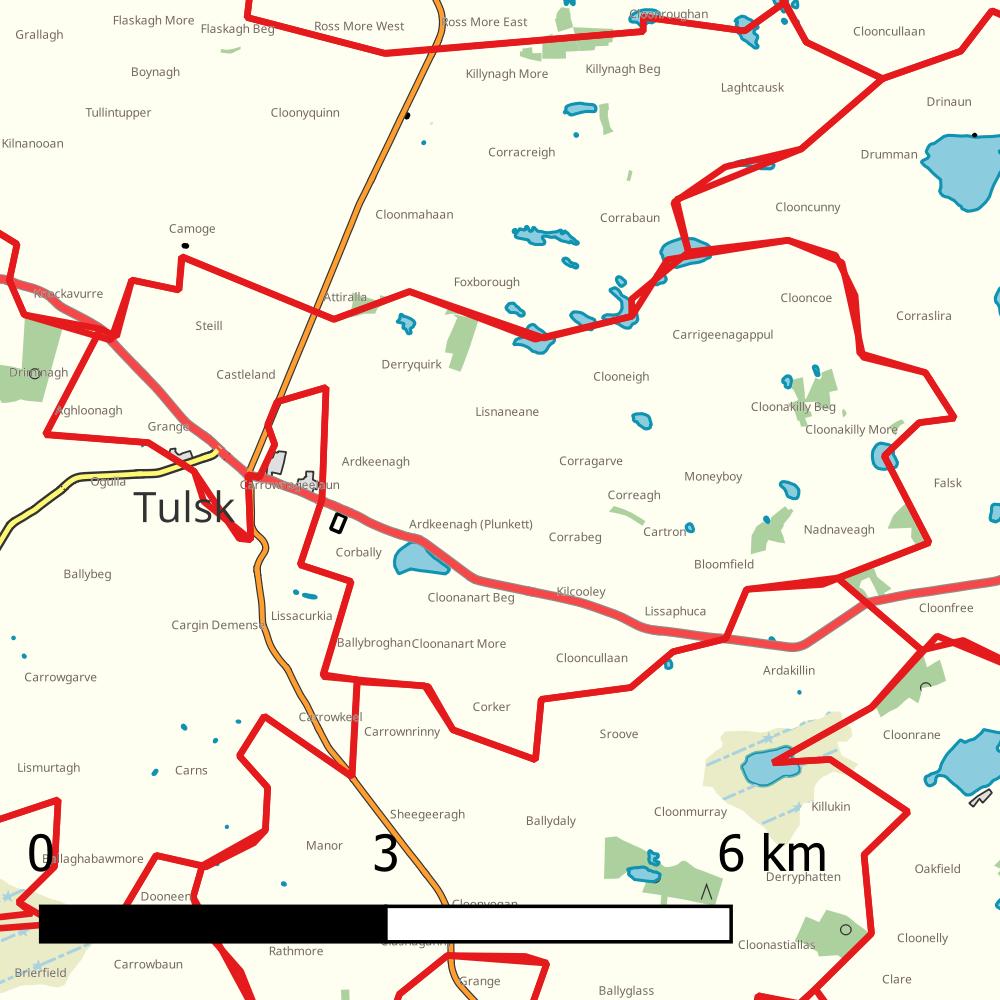 Cloonroughan
Flaskagh More
Ross More West
Ross More East
Flaskagh Beg
Grallagh
Clooncullaan
Boynagh
Killynagh More
Killynagh Beg
Laghtcausk
Drinaun
Tullintupper
Cloonyquinn
Kilnanooan
Corracreigh
Drumman
Clooncunny
Cloonmahaan
Corrabaun
Camoge
Foxborough
Knockavurre
Attiralla
Clooncoe
Corraslira
Steill
Carrigeenagappul
Derryquirk
Drimnagh
Castleland
Clooneigh
Aghloonagh
Lisnaneane
Cloonakilly Beg
Grange
Cloonakilly More
Ardkeenagh
Corragarve
Moneyboy
Ogulla
Falsk
Tulsk
Correagh
Ardkeenagh (Plunkett)
Nadnaveagh
Cartron
Corrabeg
Corbally
Bloomfield
Ballybeg
Kilcooley
Cloonanart Beg
Cloonfree
Lissaphuca
Lissacurkia
Cargin Demense
Ballybroghan
Cloonanart More
Clooncullaan
Ardakillin
Carrowgarve
Corker
Carrowkeel
Carrownrinny
Sroove
Cloonrane
Lismurtagh
Carns
Killukin
Sheegeeragh
Cloonmurray
Ballydaly
Manor
0 3 6 km
Ballaghabawmore
Oakfield
Derryphatten
Dooneen
Cloonyogan
Cloonelly
Cloonastiallas
Rathmore
Carrowbaun
Brierfield
Grange
Clare
Ballyglass